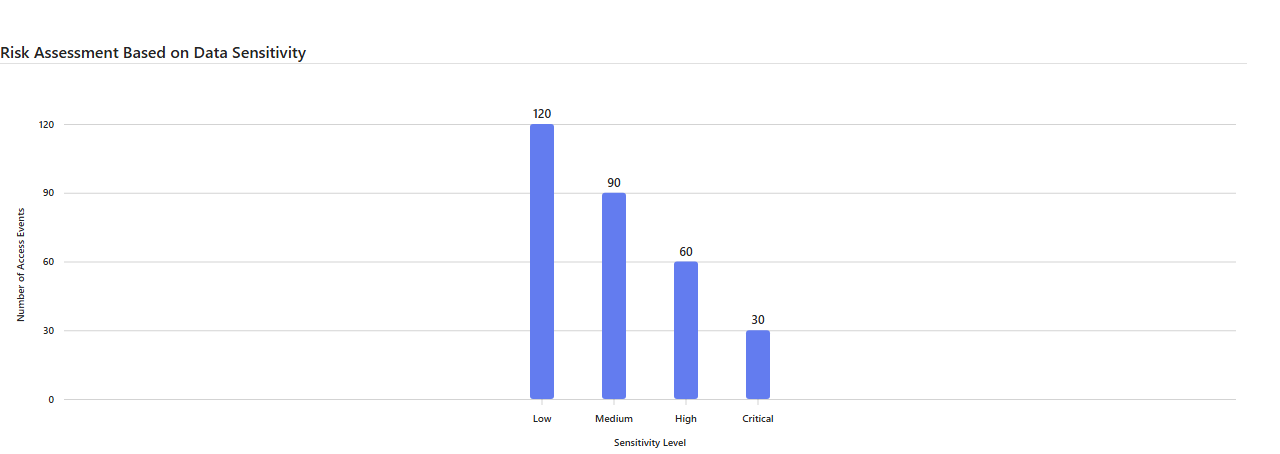 Risk Assessment Based on Data Sensitivity
120
120
90
90
60
60
30
30
0
Number of Access Events
Low Medium High Critical
Sensitivity Level